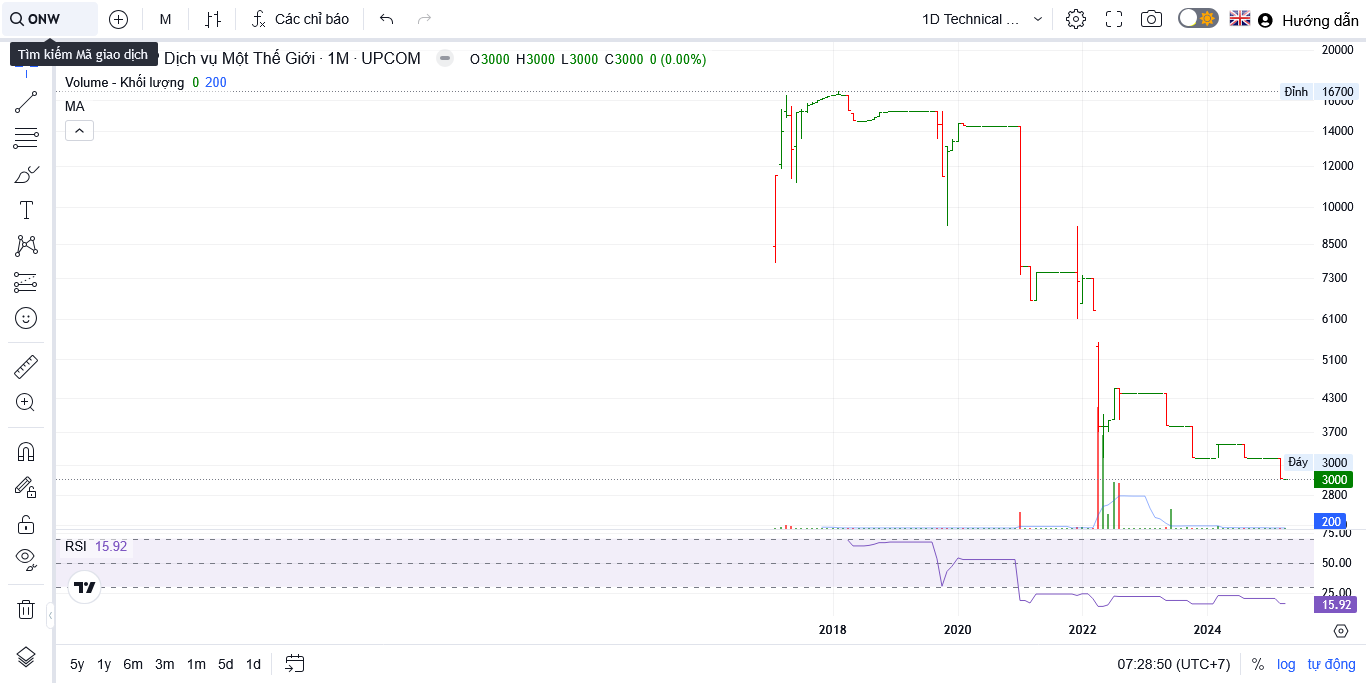 ONW M Các chỉ báo 1D Technical ... Hướng dẫn
Tìm kiếm Mã giao dịch
Dịch vụ Một Thế Giới · 1M · UPCOM O3000 H3000 L3000 C3000 0 (0.00%)
Volume - Khối lượng 0 200
MA
20000
Đỉnh 16700
16000
14000
12000
10000
8500
7300
6100
5100
4300
3700
Đáy 3000
3000
2800
200
75.00
RSI 15.92
50.00
25.00
15.92
2018 2020 2022 2024
5y 1y 6m 3m 1m 5d 1d 07:28:50 (UTC+7) % log tự động